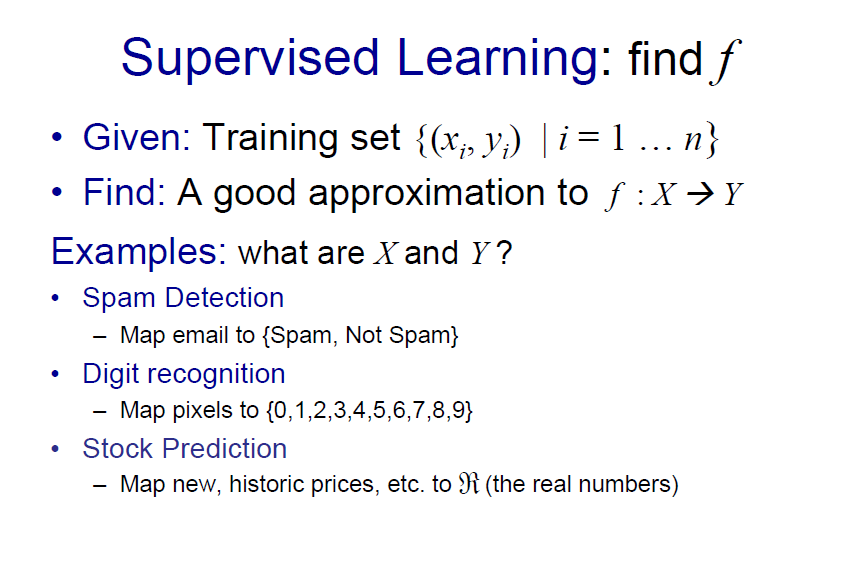 Supervised Learning: find f
• Given: Training set {(xᵢ, yᵢ) | i = 1 … n}
• Find: A good approximation to f : X → Y
Examples: what are X and Y ?
• Spam Detection
– Map email to {Spam, Not Spam}
• Digit recognition
– Map pixels to {0,1,2,3,4,5,6,7,8,9}
• Stock Prediction
– Map new, historic prices, etc. to ℜ (the real numbers)